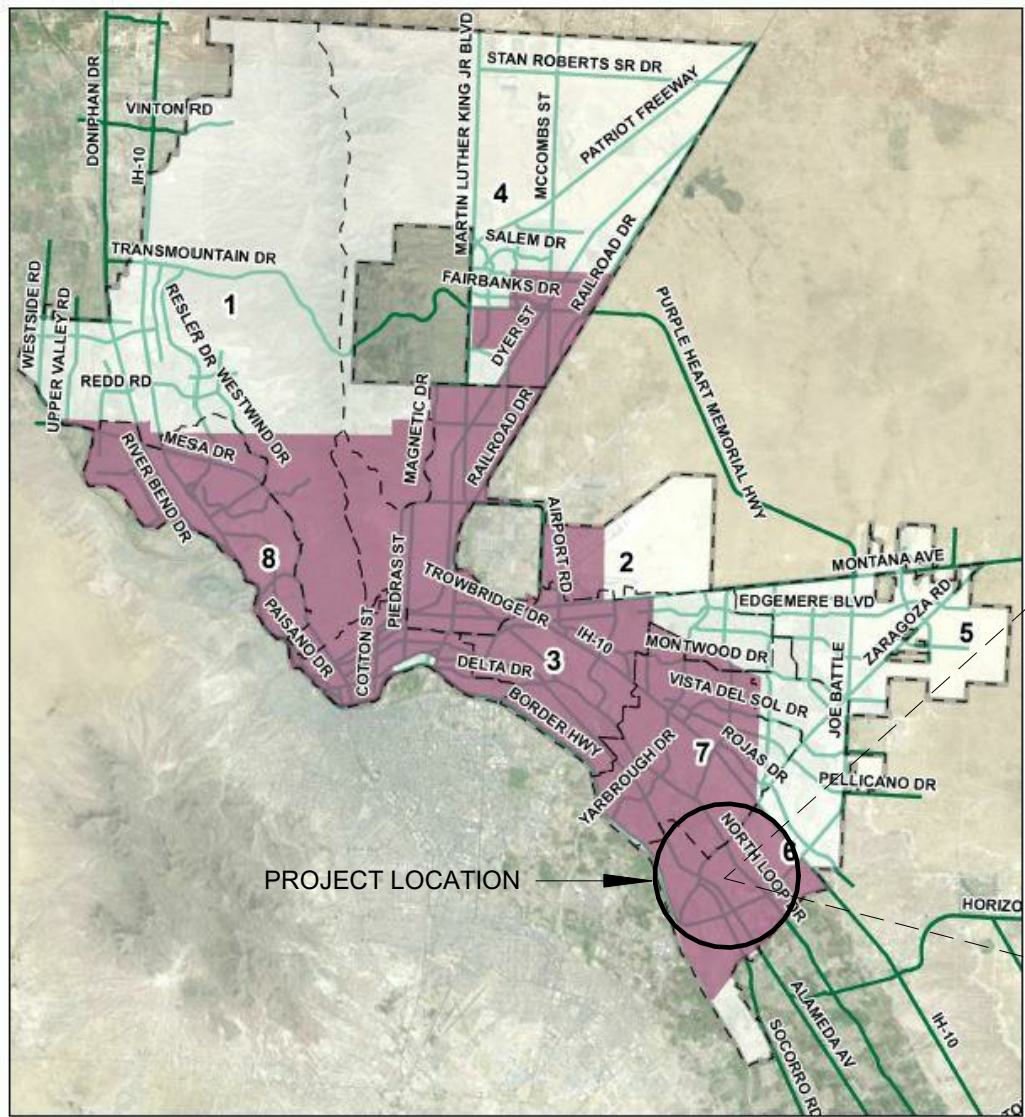 STAN ROBERTS SR DR
DONIPHAN DR
VINTON RD
IH-10
MARTIN LUTHER KING JR BLVD
MCCOMBS ST
PATRIOT FREEWAY
4
SALEM DR
TRANSMOUNTAIN DR
FAIRBANKS DR
RAILROAD DR
WESTSIDE RD
UPPER VALLEY RD
RESLER DR
1
DYER ST
PURPLE HEART MEMORIAL HWY
REDD RD
WESTWIND DR
MAGNETIC DR
RAILROAD DR
MESA DR
RIVER BEND DR
AIRPORT RD
2
MONTANA AVE
8
PIEDRAS ST
TROWBRIDGE DR
EDGEMERE BLVD
ZARAGOZA RD
5
PAISANO DR
COTTON ST
IH-10
MONTWOOD DR
DELTA DR
3
VISTA DEL SOL DR
JOE BATTLE
BORDER HWY
ROJAS DR
YARBROUGH DR
7
PELLICANO DR
NORTH LOOP DR
6
PROJECT LOCATION
HORIZO
ALAMEDA AV
IH-10
SOCORRO RD
TO